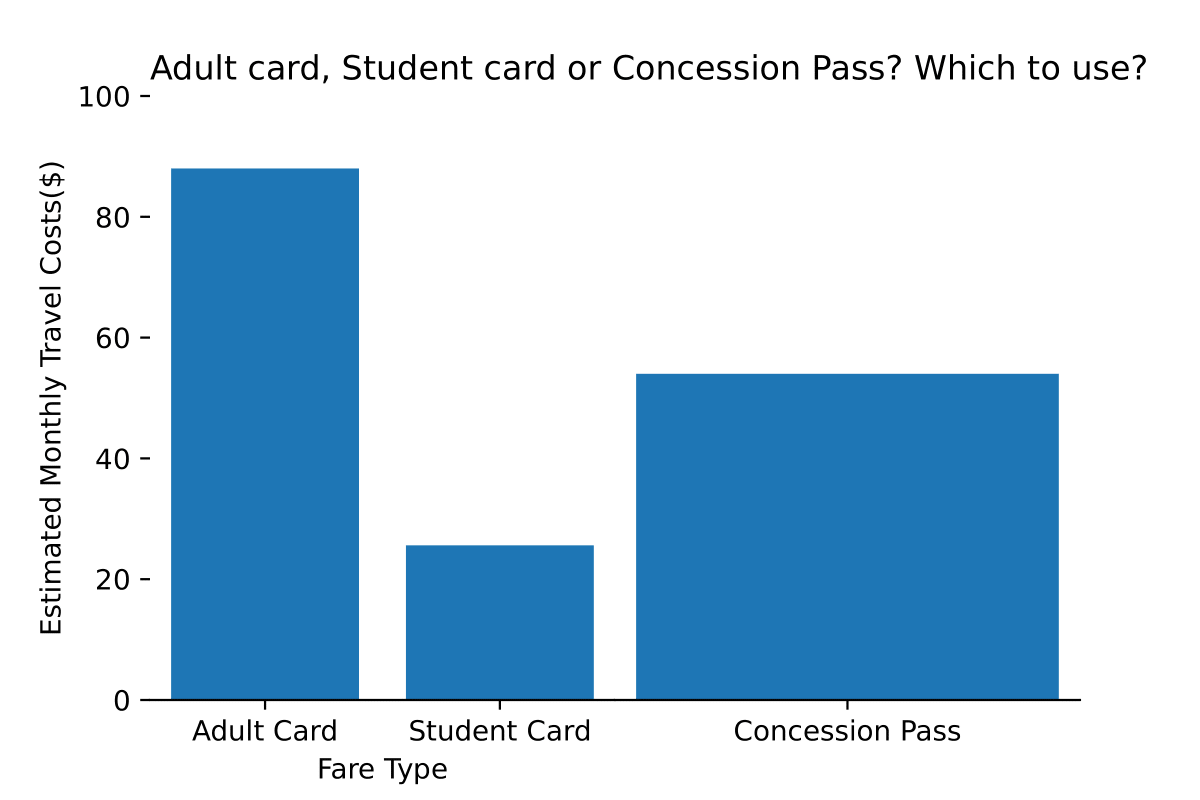 Adult card, Student card or Concession Pass? Which to use?
Estimated Monthly Travel Costs($)
100
80
60
40
20
0
Adult Card Student Card Concession Pass
Fare Type